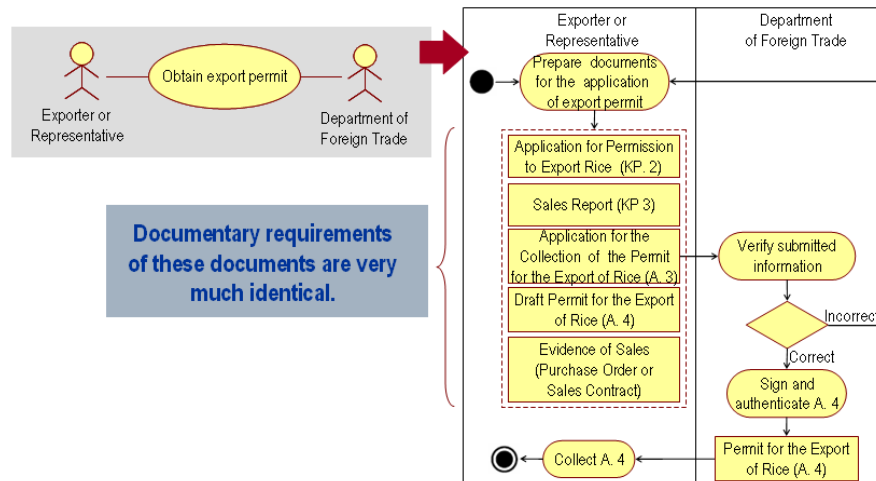 Obtain export permit
Exporter or
Representative
Department of
Foreign Trade
Documentary requirements
of these documents are very
much identical.
Exporter or
Representative
Department
of Foreign Trade
Prepare documents
for the application
of export permit
Application for Permission
to Export Rice (KP. 2)
Sales Report (KP 3)
Application for the
Collection of the Permit
for the Export of Rice (A. 3)
Draft Permit for the Export
of Rice (A. 4)
Evidence of Sales
(Purchase Order or
Sales Contract)
Verify submitted
information
Incorrect
Correct
Sign and
authenticate A. 4
Permit for the Export
of Rice (A. 4)
Collect A. 4